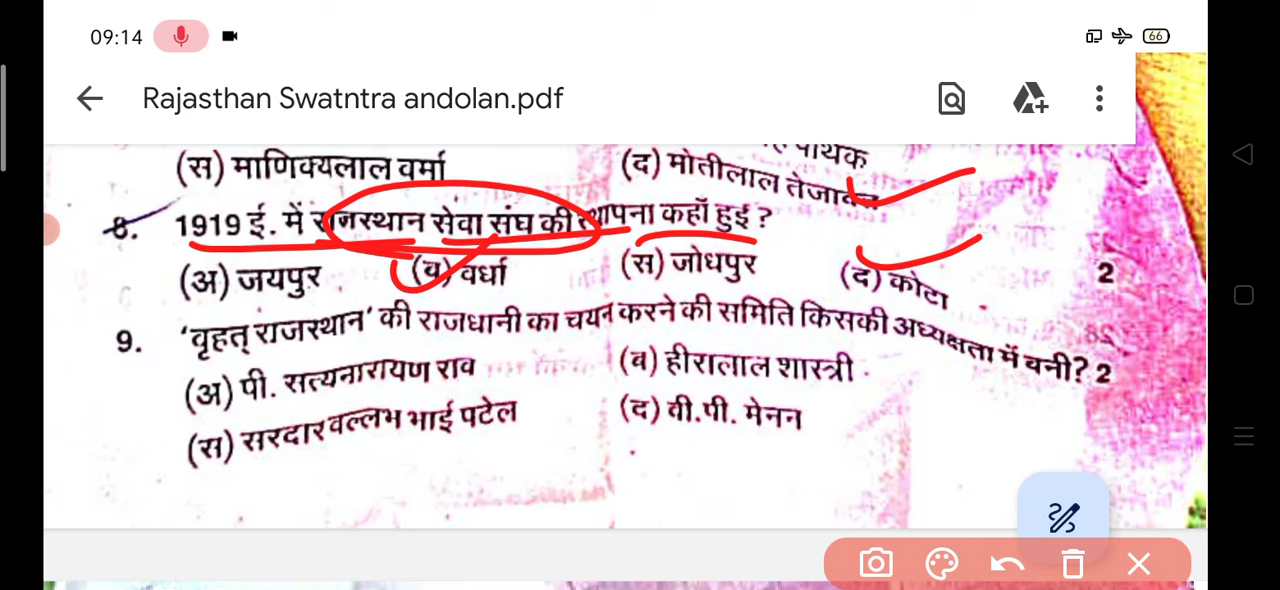 09:14
66
Rajasthan Swatntra andolan.pdf
(स) माणिक्यलाल वर्मा (द) मोतीलाल तेजावत
8. 1919 ई. में राजस्थान सेवा संघ की स्थापना कहाँ हुई ?
(अ) जयपुर (ब) वर्धा (स) जोधपुर (द) कोटा 2
9. 'वृहत् राजस्थान' की राजधानी का चयन करने की समिति किसकी अध्यक्षता में बनी? 2
(अ) पी. सत्यनारायण राव (ब) हीरालाल शास्त्री
(स) सरदार वल्लभ भाई पटेल (द) वी.पी. मेनन